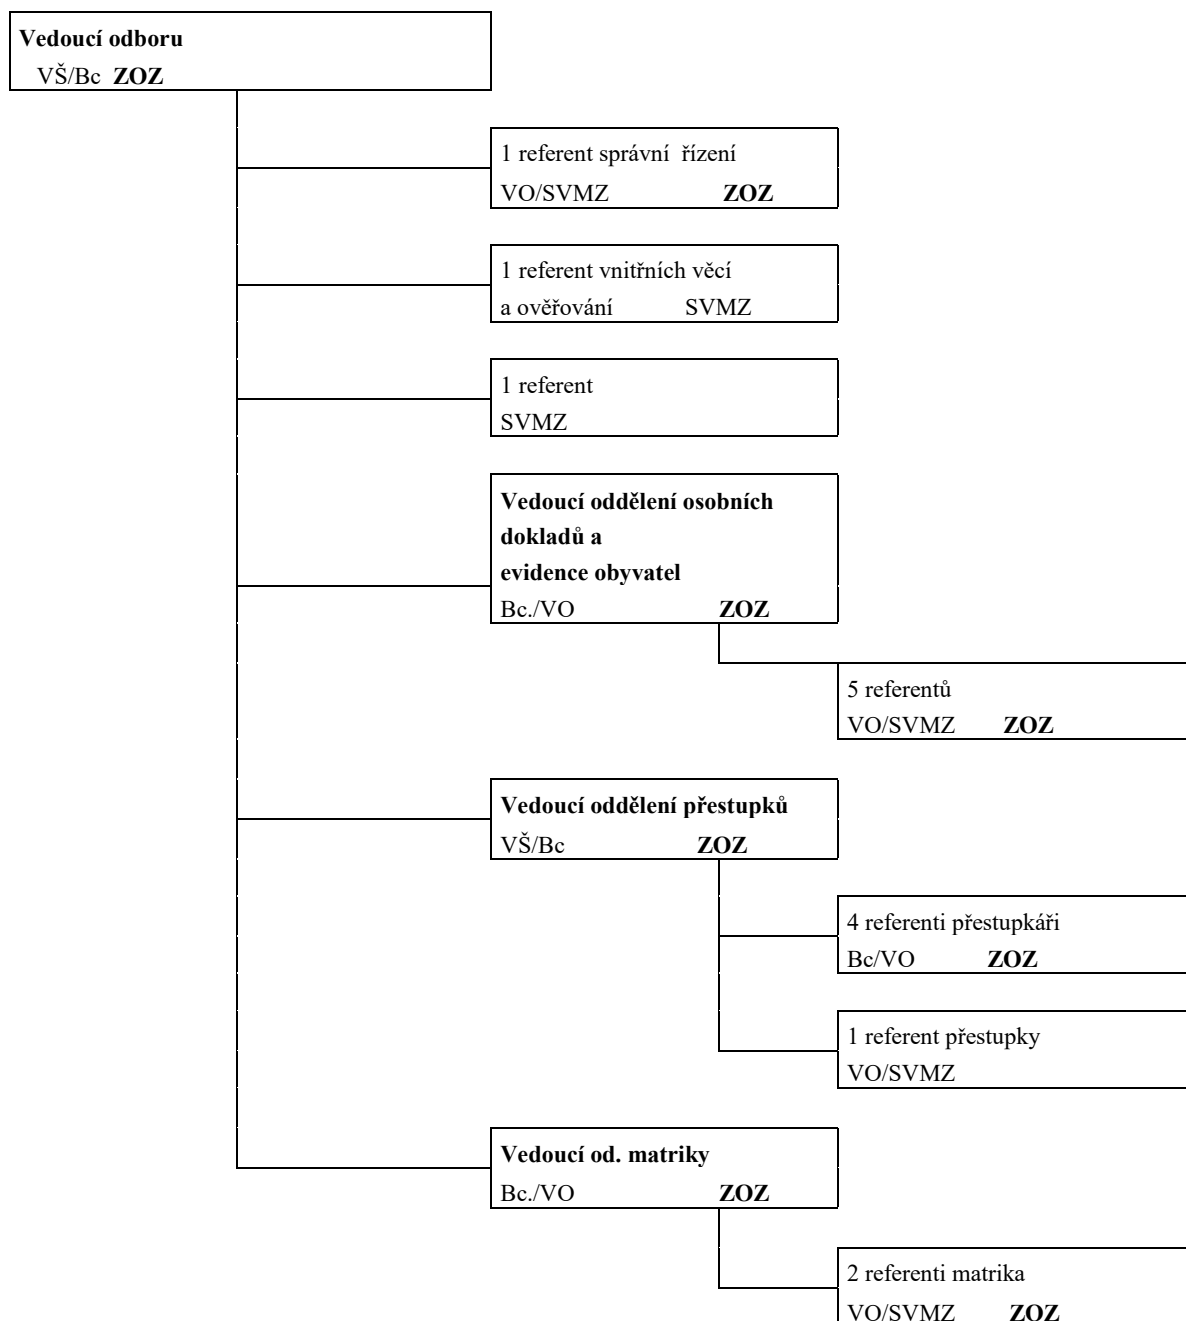 Vedoucí odboru
VŠ/Bc ZOZ
1 referent správní řízení
VO/SVMZ ZOZ
1 referent vnitřních věcí
a ověřování SVMZ
1 referent
SVMZ
Vedoucí oddělení osobních
dokladů a
evidence obyvatel
Bc./VO ZOZ
5 referentů
VO/SVMZ ZOZ
Vedoucí oddělení přestupků
VŠ/Bc ZOZ
4 referenti přestupkáři
Bc/VO ZOZ
1 referent přestupky
VO/SVMZ
Vedoucí od. matriky
Bc./VO ZOZ
2 referenti matrika
VO/SVMZ ZOZ